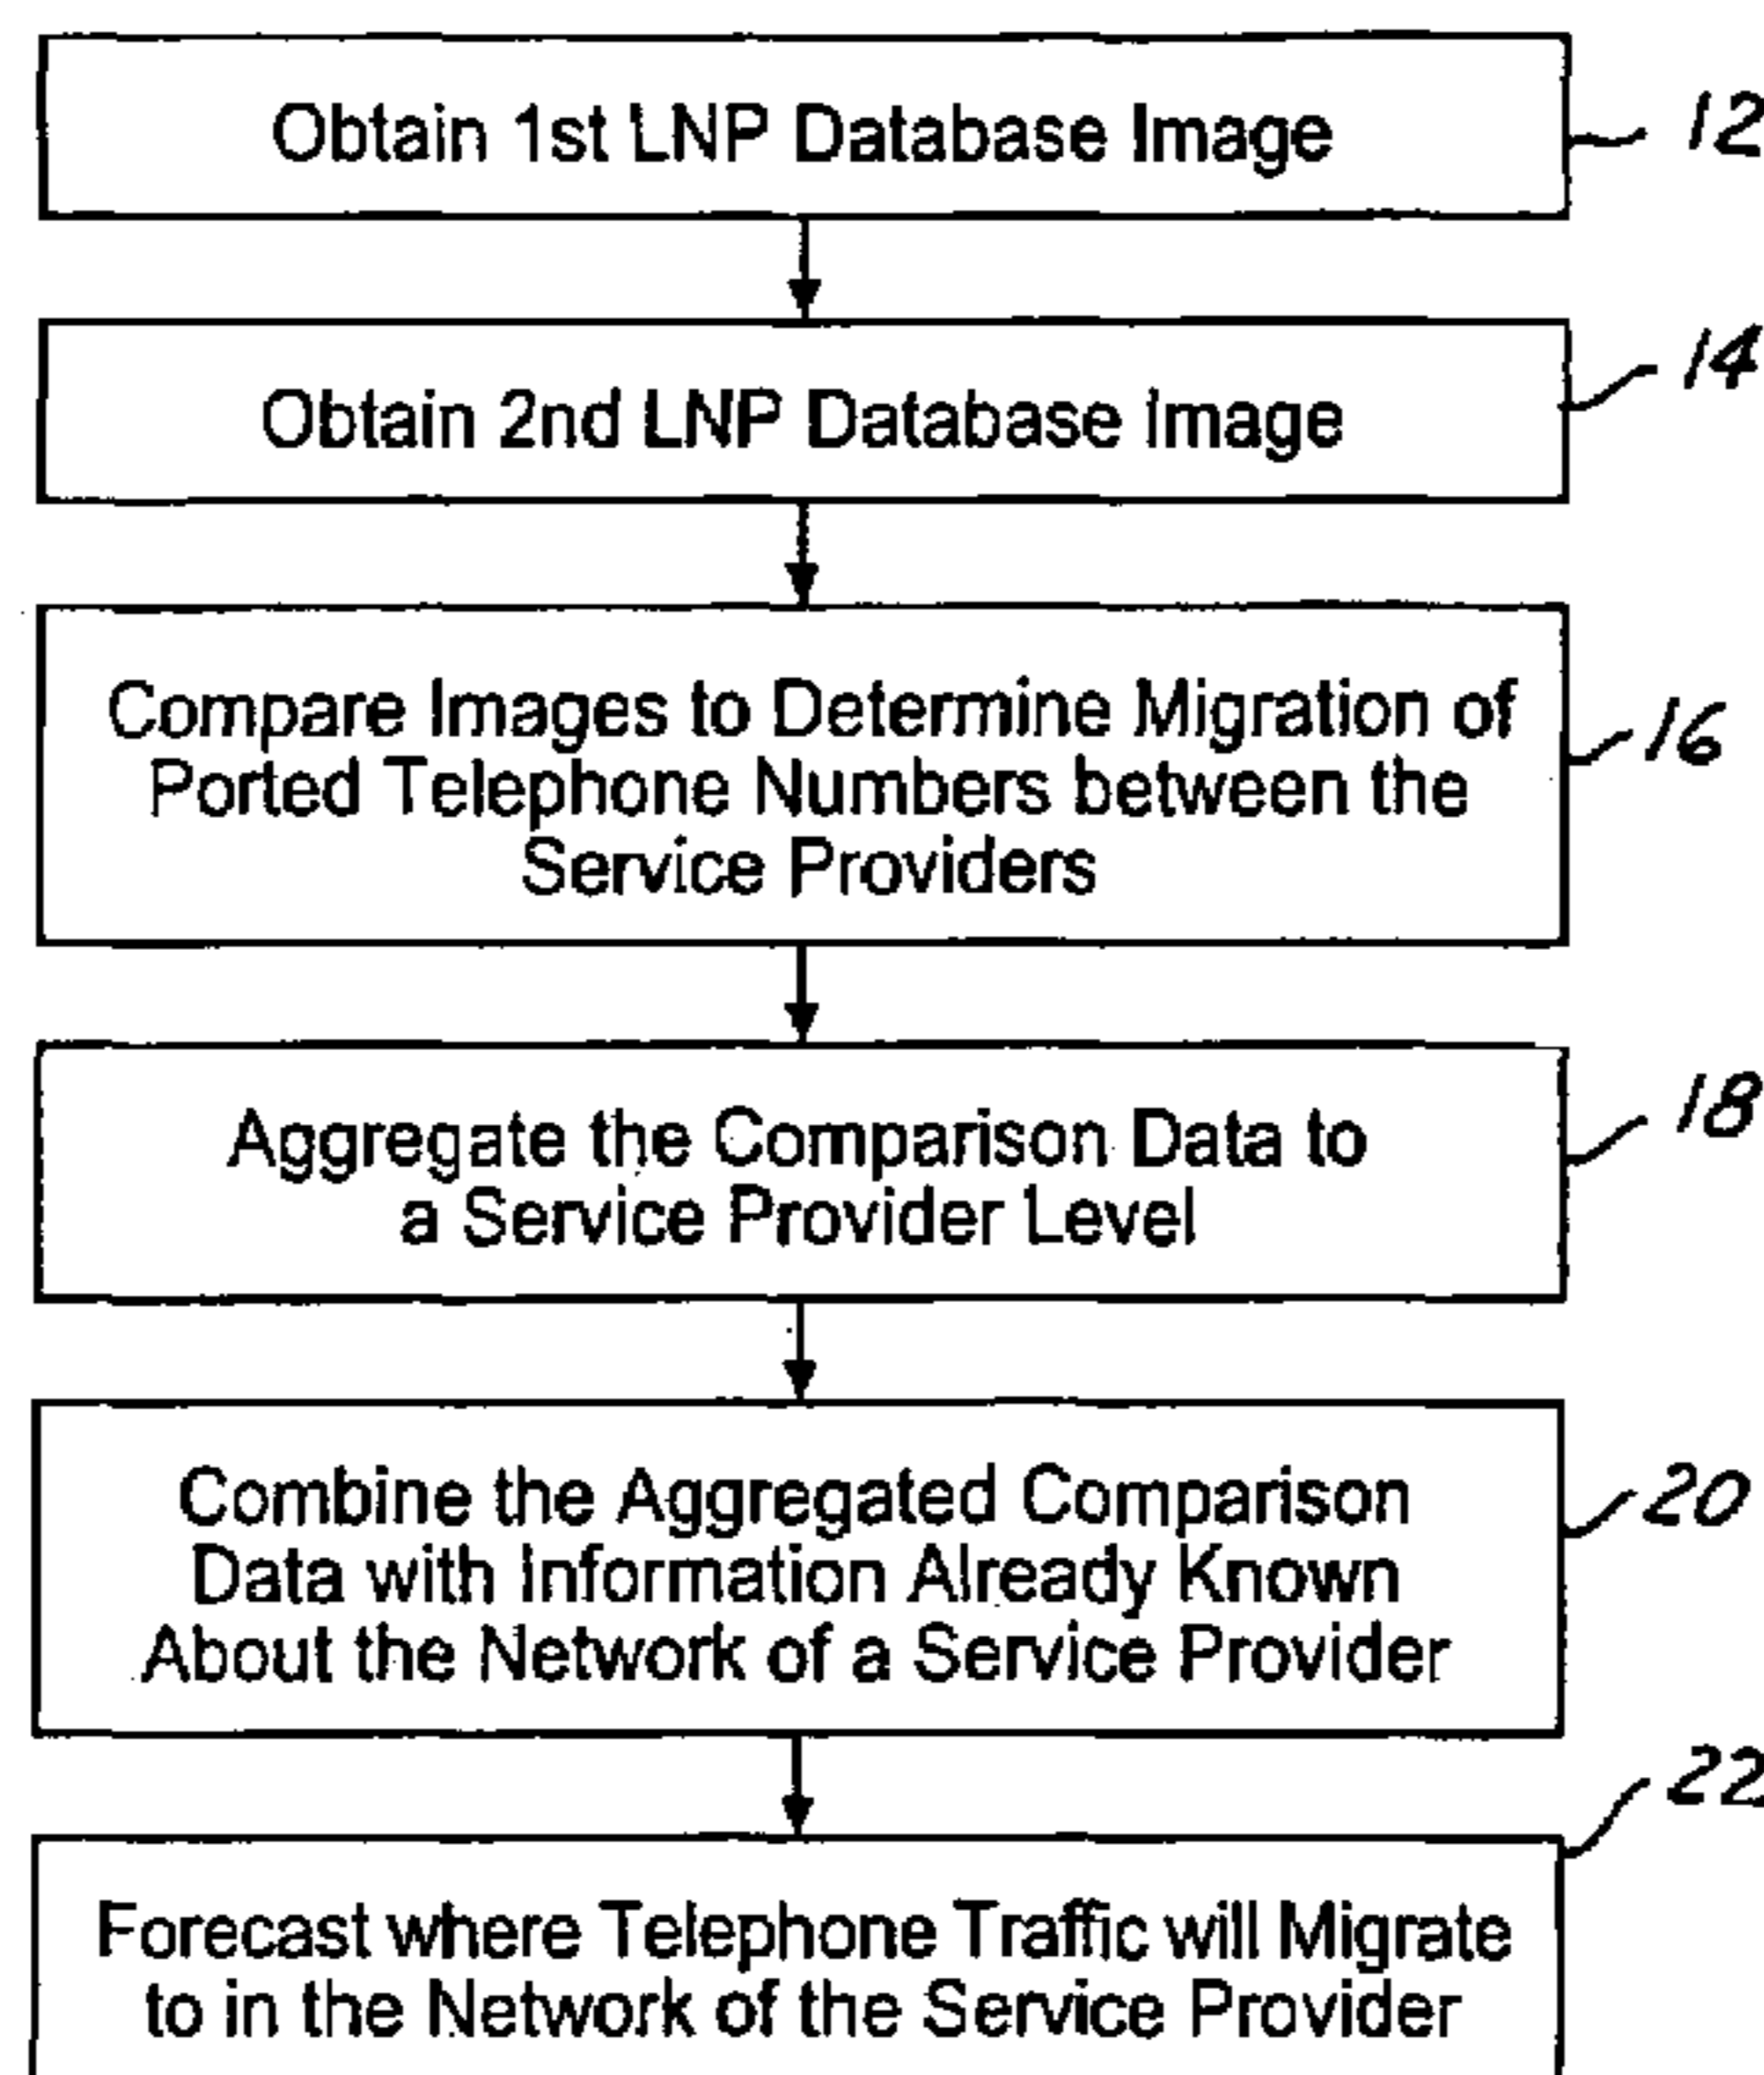 Obtain 1st LNP Database Image
12
Obtain 2nd LNP Database Image
14
Compare Images to Determine Migration of
Ported Telephone Numbers between the
Service Providers
16
Aggregate the Comparison Data to
a Service Provider Level
18
Combine the Aggregated Comparison
Data with Information Already Known
About the Network of a Service Provider
20
Forecast where Telephone Traffic will Migrate
to in the Network of the Service Provider
22